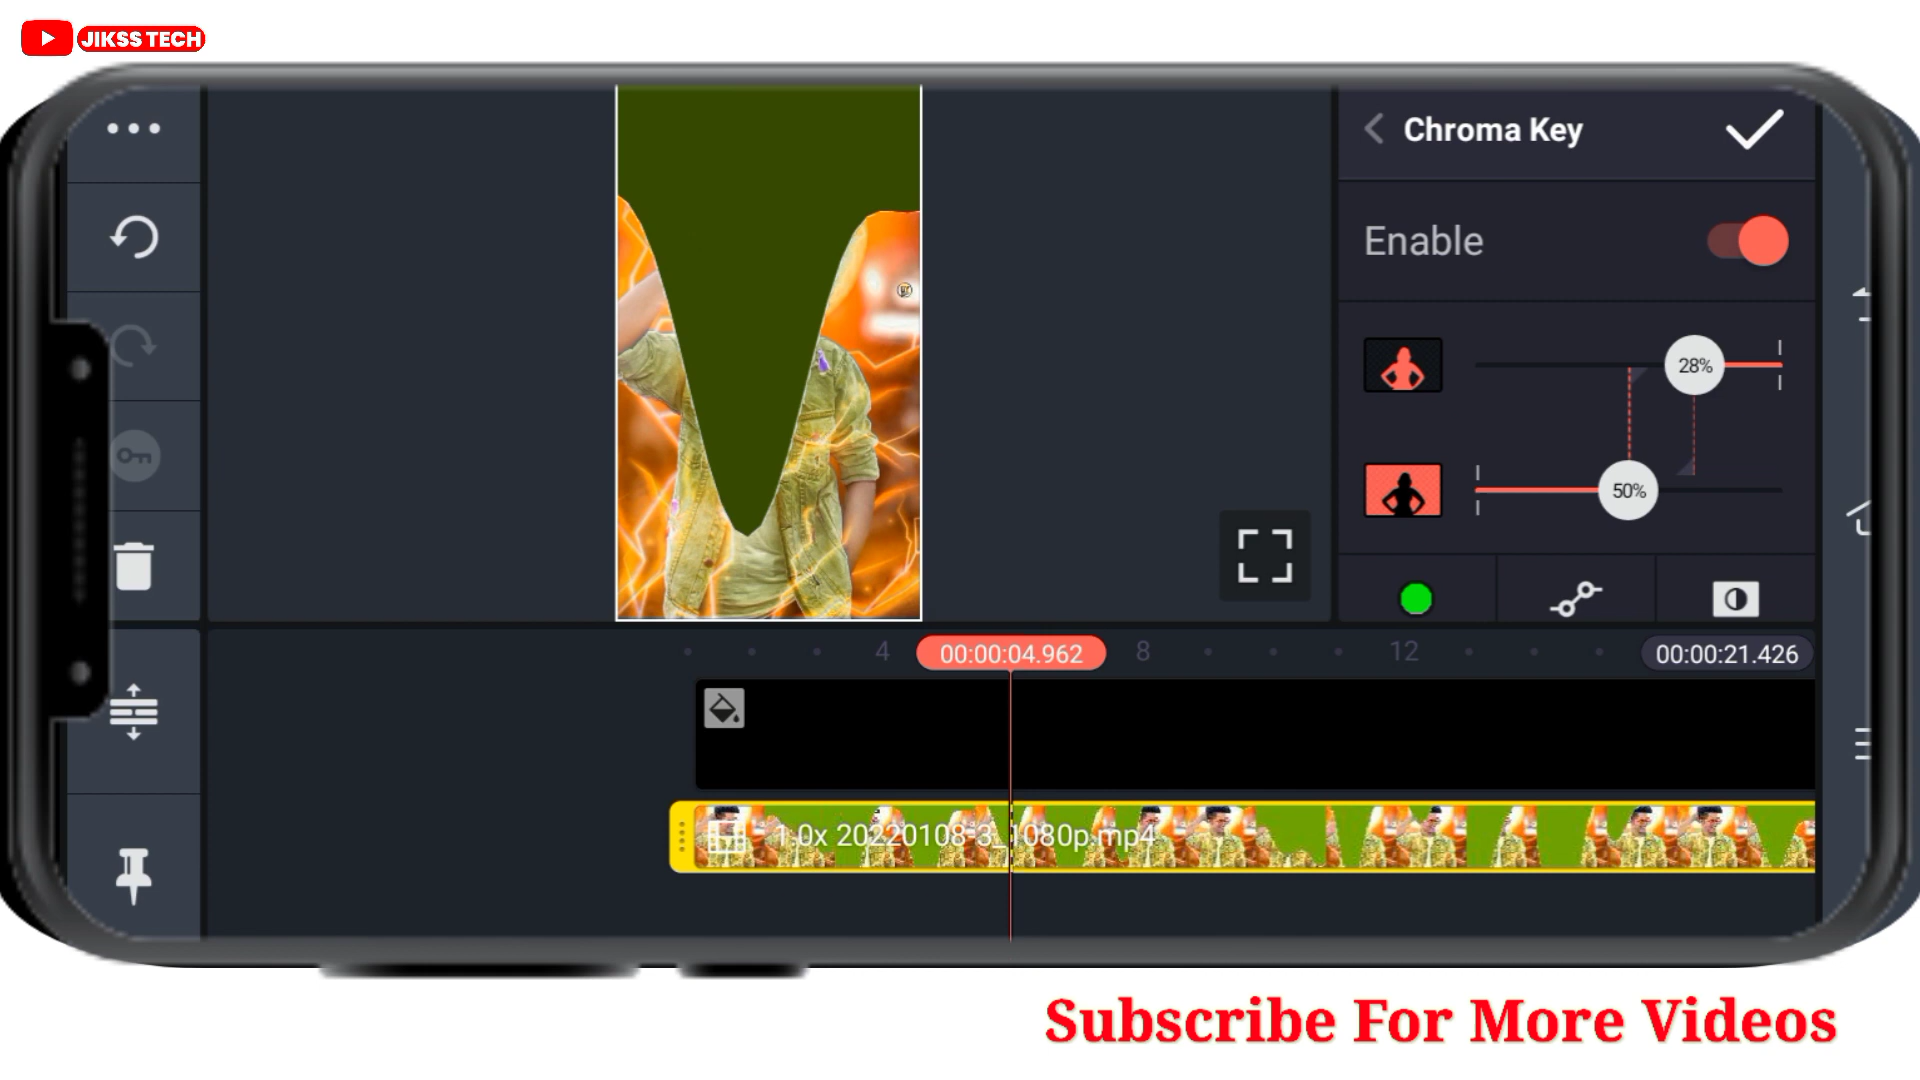 JIKSS TECH
Chroma Key
Enable
28%
50%
4
00:00:04.962
8
12
00:00:21.426
1.0x 20220108-3_1080p.mp4
Subscribe For More Videos